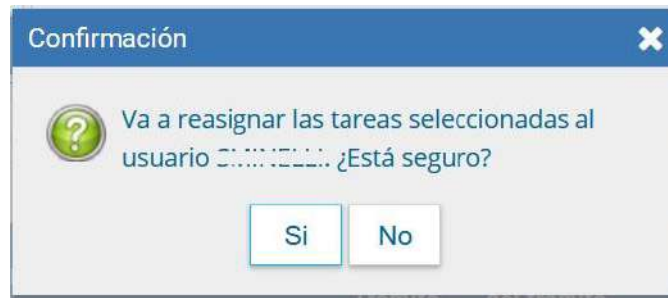 Confirmación
Va a reasignar las tareas seleccionadas al
usuario ¿Está seguro?
Si
No